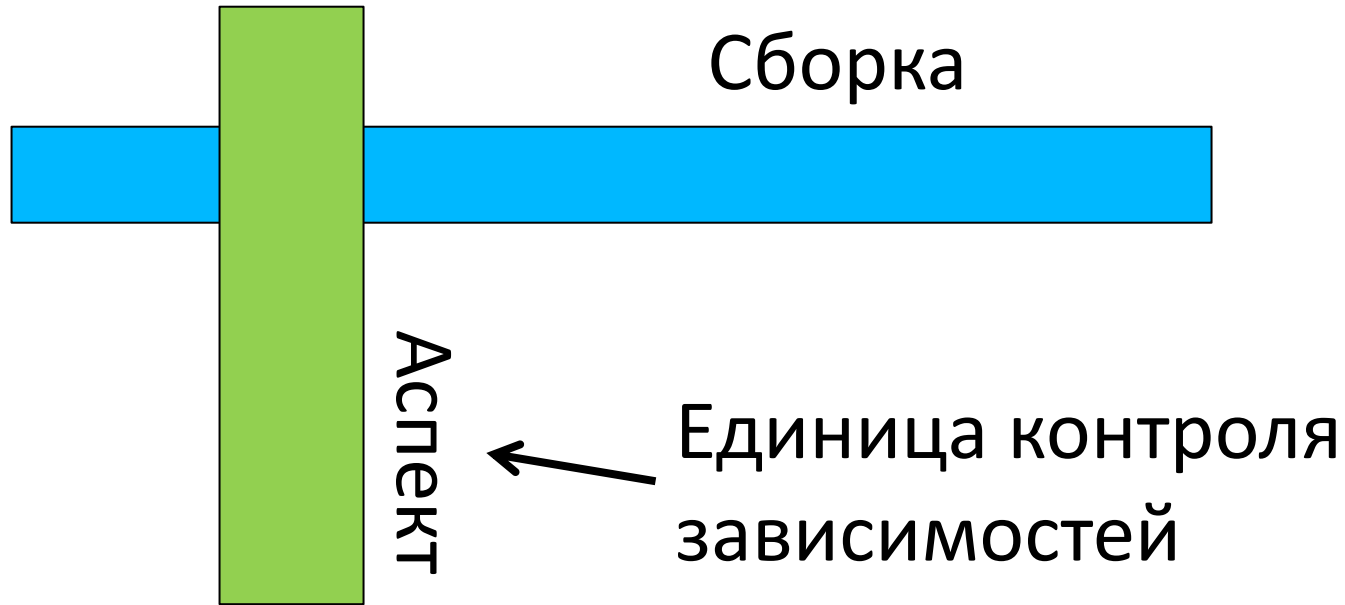 Сборка
Аспект
Единица контроля
зависимостей